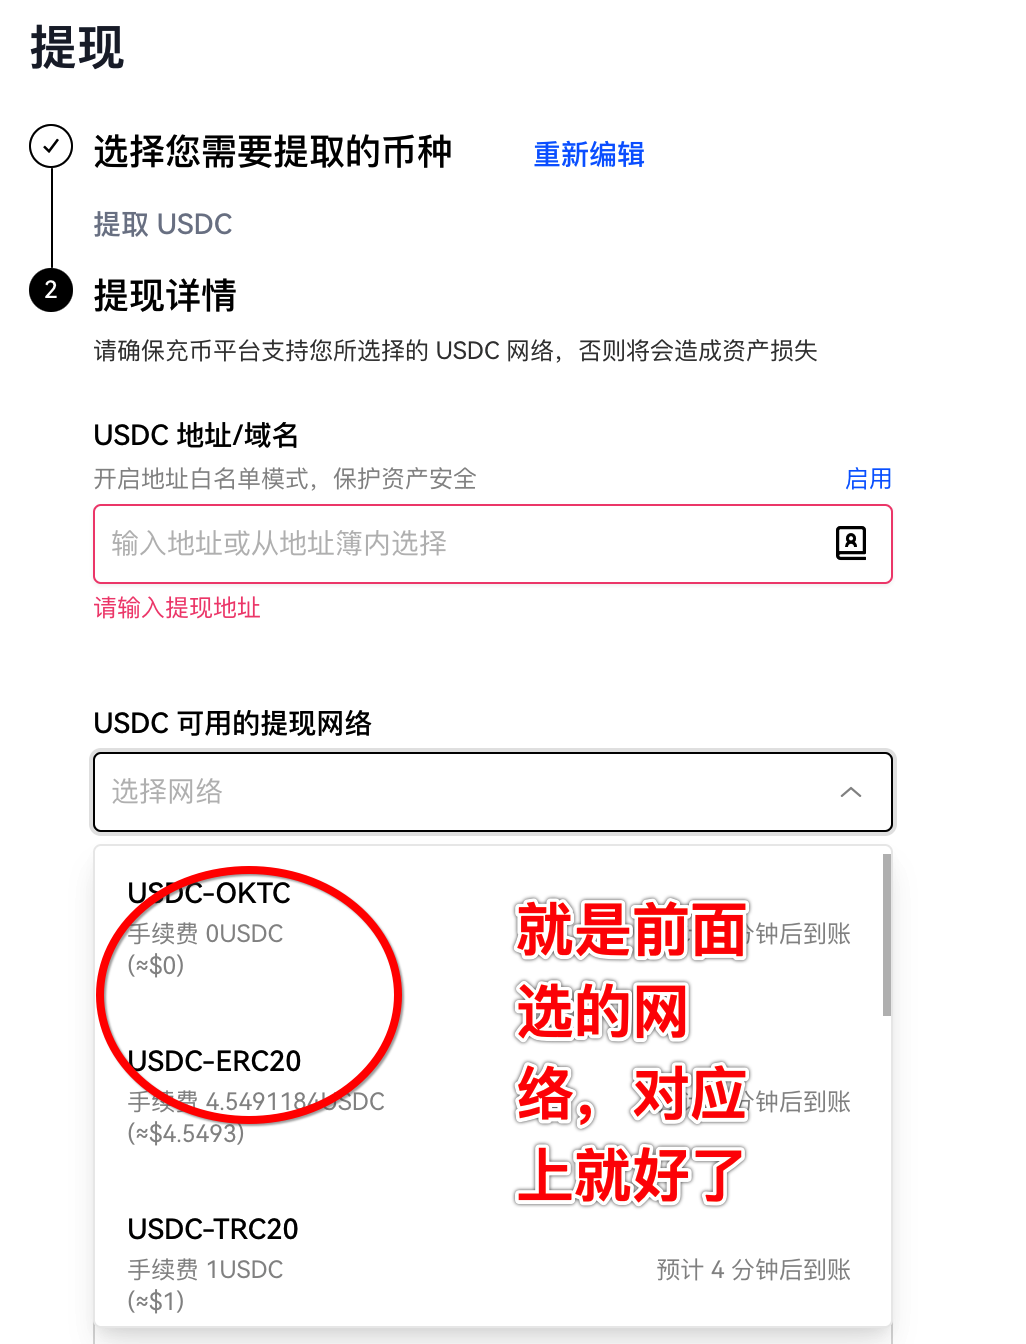 提现
选择您需要提取的币种
重新编辑
提取 USDC
2
提现详情
请确保充币平台支持您所选择的 USDC 网络，否则将会造成资产损失
USDC 地址/域名
开启地址白名单模式，保护资产安全
启用
输入地址或从地址簿内选择
请输入提现地址
USDC 可用的提现网络
选择网络
USDC-OKTC
手续费 0USDC
分钟后到账
(≈$0)
USDC-ERC20
手续费 4.5491184USDC
分钟后到账
(≈$4.5493)
USDC-TRC20
手续费 1USDC
预计 4 分钟后到账
(≈$1)
就是前面
选的网
络，对应
上就好了